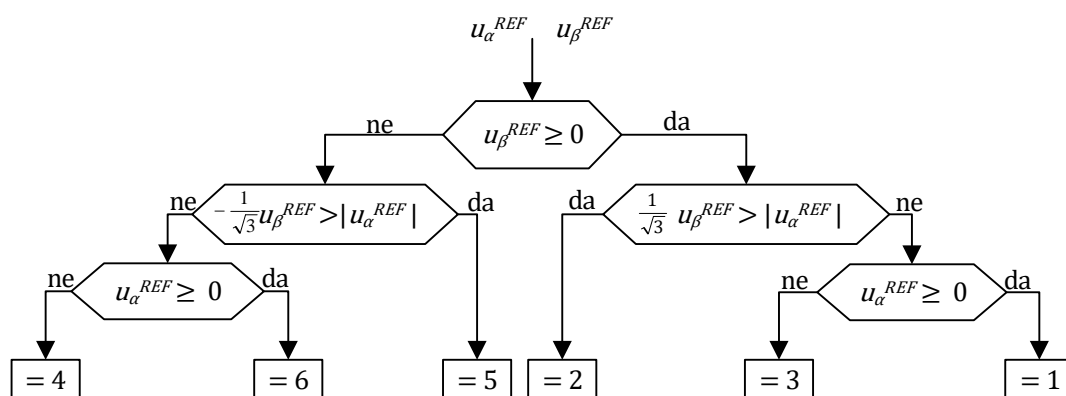 u_α^REF u_β^REF
ne u_β^REF ≥ 0 da
ne -1/√3 u_β^REF >|u_α^REF| da
da 1/√3 u_β^REF > |u_α^REF| ne
ne u_α^REF ≥ 0 da
ne u_α^REF ≥ 0 da
= 4
= 6
= 5
= 2
= 3
= 1